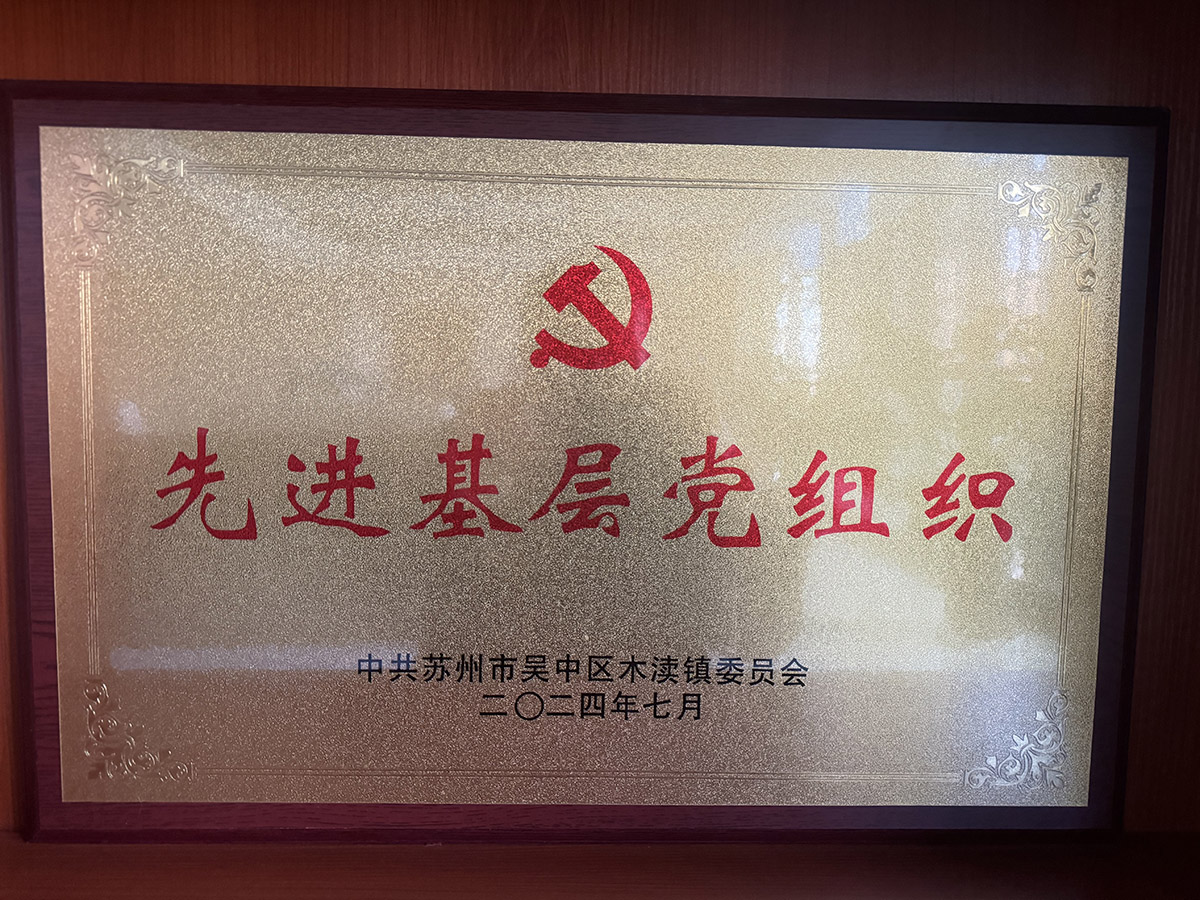 先进基层党组织
中共苏州市吴中区木渎镇委员会
二〇二四年七月